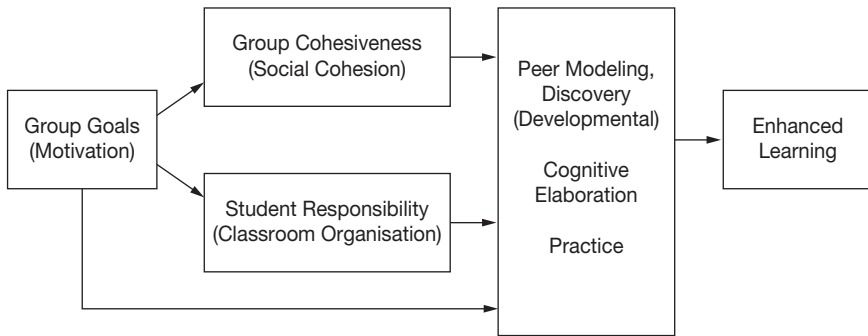 Group Goals
(Motivation)
Group Cohesiveness
(Social Cohesion)
Student Responsibility
(Classroom Organisation)
Peer Modeling,
Discovery
(Developmental)
Cognitive
Elaboration
Practice
Enhanced
Learning